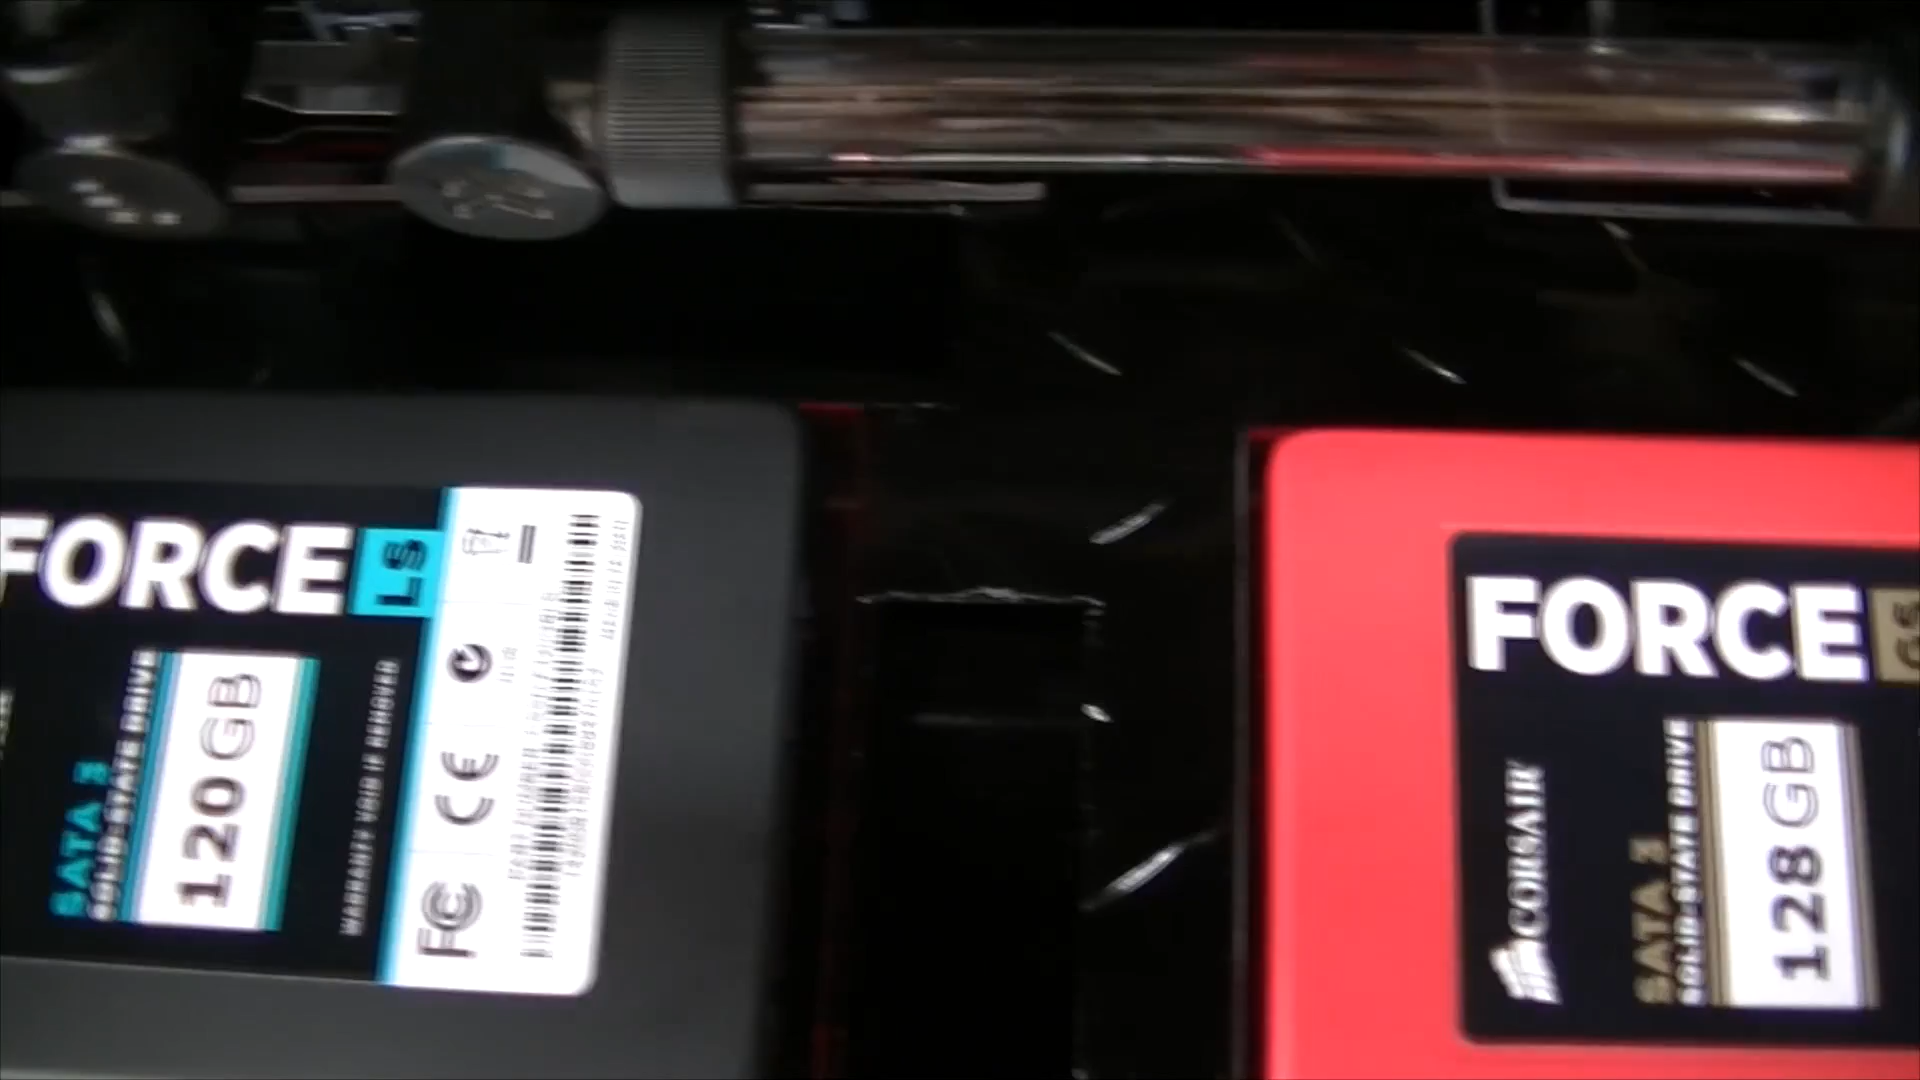 FORCE LS
SATA 3
SOLID-STATE DRIVE
120GB
WARRANTY VOID IF REMOVED
FC CE
FORCE GS
CORSAIR
SATA 3
SOLID-STATE DRIVE
128GB